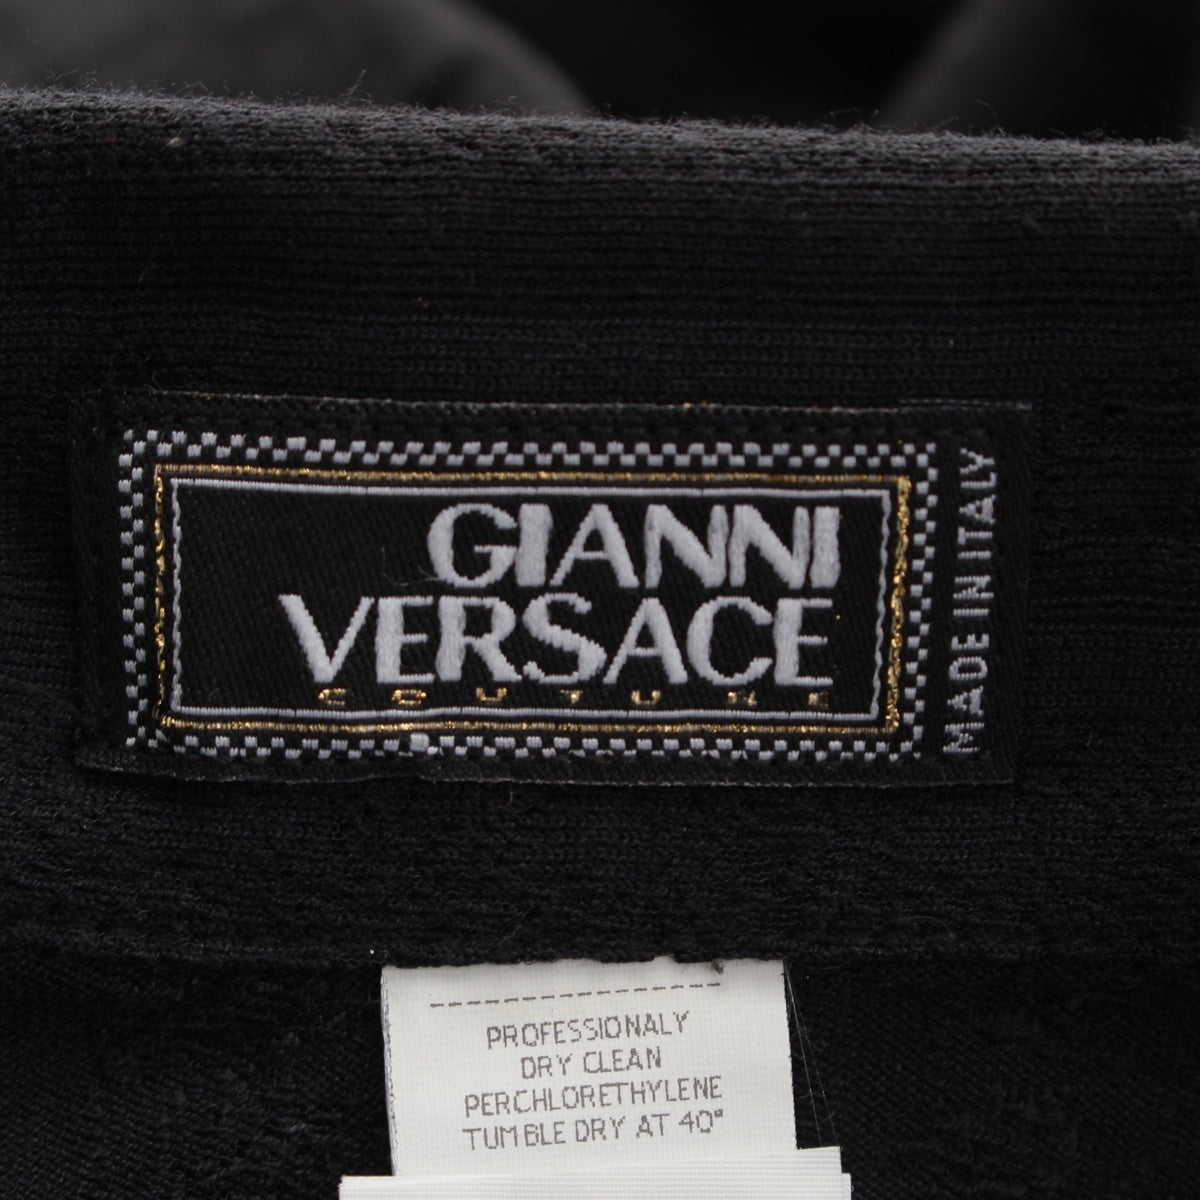 GIANNI
VERSACE
COUTURE
MADE IN ITALY
PROFESSIONALY
DRY CLEAN
PERCHLORETHYLENE
TUMBLE DRY AT 40°